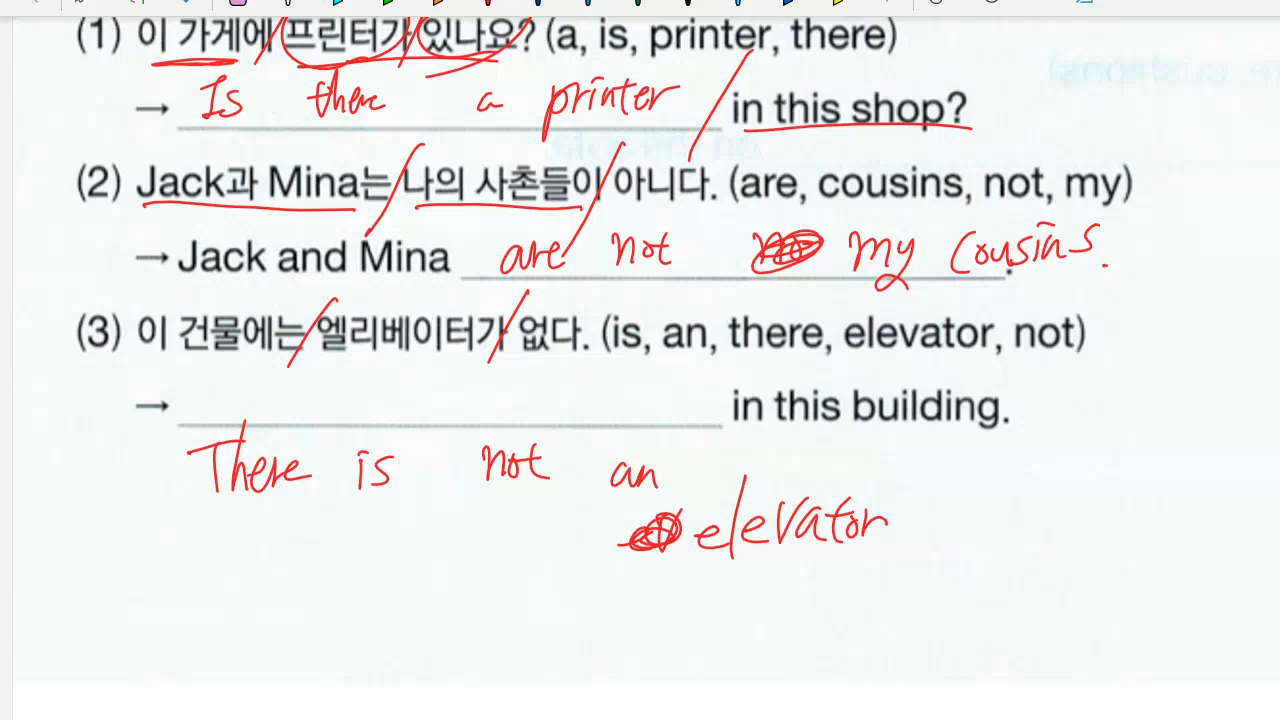 (1) 이 가게에 프린터가 있나요? (a, is, printer, there)
→ Is there a printer in this shop?
(2) Jack과 Mina는 나의 사촌들이 아니다. (are, cousins, not, my)
→ Jack and Mina are not my cousins.
(3) 이 건물에는 엘리베이터가 없다. (is, an, there, elevator, not)
→ in this building.
There is not an
elevator